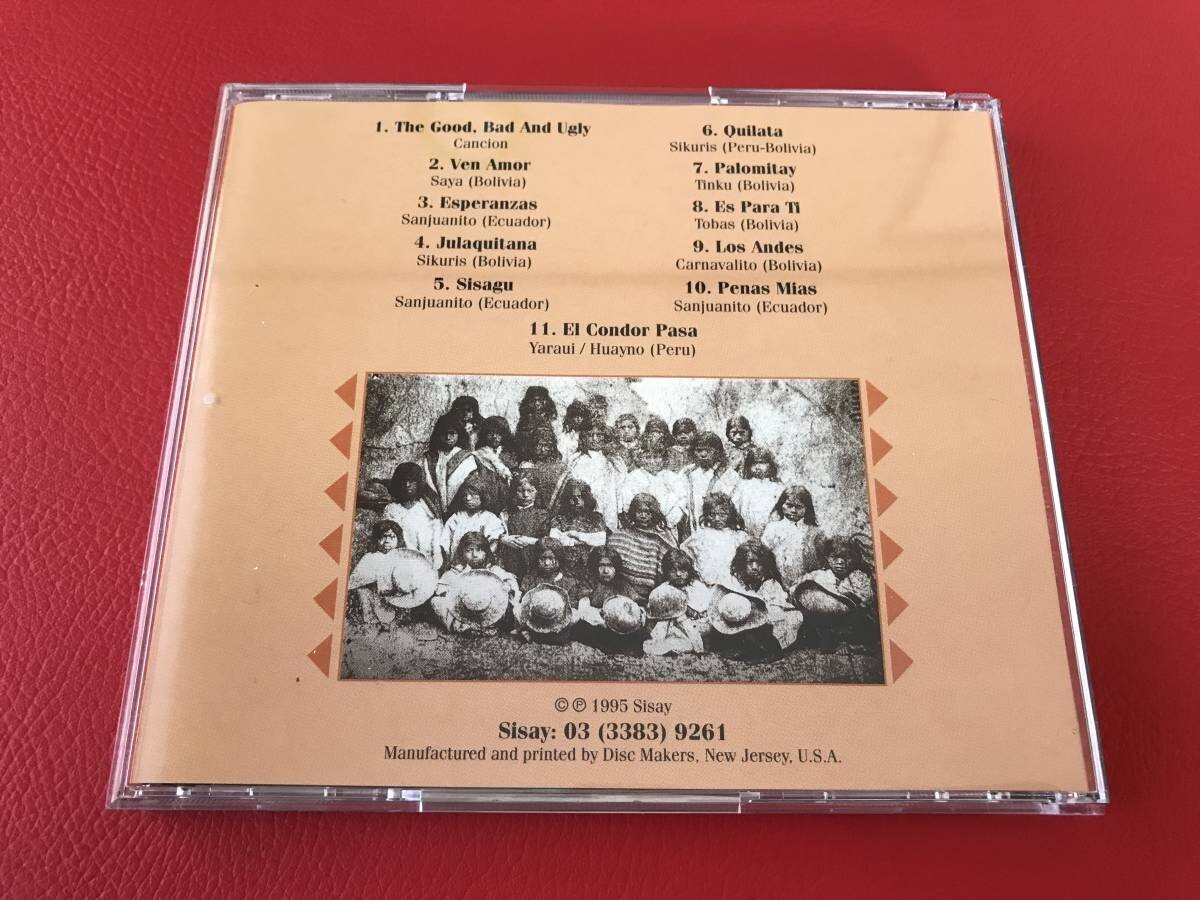 1. The Good, Bad And Ugly
Cancion
2. Ven Amor
Saya (Bolivia)
3. Esperanzas
Sanjuanito (Ecuador)
4. Julaquitana
Sikuris (Bolivia)
5. Sisagu
Sanjuanito (Ecuador)
6. Quilata
Sikuris (Peru-Bolivia)
7. Palomitay
Tinku (Bolivia)
8. Es Para Ti
Tobas (Bolivia)
9. Los Andes
Carnavalito (Bolivia)
10. Penas Mias
Sanjuanito (Ecuador)
11. El Condor Pasa
Yaraui / Huayno (Peru)
© ℗ 1995 Sisay
Sisay: 03 (3383) 9261
Manufactured and printed by Disc Makers, New Jersey, U.S.A.